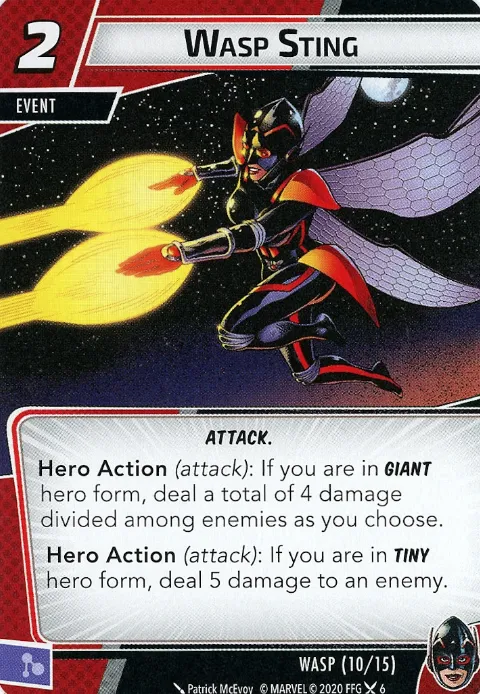 2
WASP STING
EVENT
ATTACK.
Hero Action (attack): If you are in GIANT
hero form, deal a total of 4 damage
divided among enemies as you choose.
Hero Action (attack): If you are in TINY
hero form, deal 5 damage to an enemy.
WASP (10/15)
Patrick McEvoy © MARVEL © 2020 FFG 6